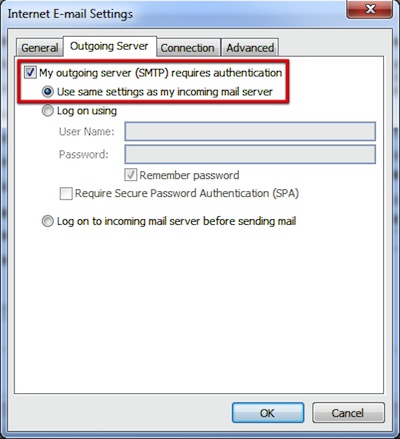 Internet E-mail Settings
General Outgoing Server Connection Advanced
My outgoing server (SMTP) requires authentication
Use same settings as my incoming mail server
Log on using
User Name:
Password:
Remember password
Require Secure Password Authentication (SPA)
Log on to incoming mail server before sending mail
OK Cancel